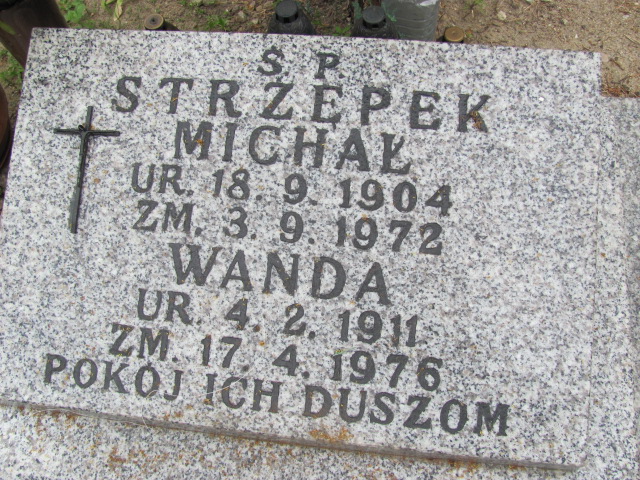 Ś. P.
STRZEPEK
MICHAŁ
UR. 18. 9. 1904
ZM. 3. 9. 1972
WANDA
UR. 4. 2. 1911
ZM. 17. 4. 1976
POKÓJ ICH DUSZOM